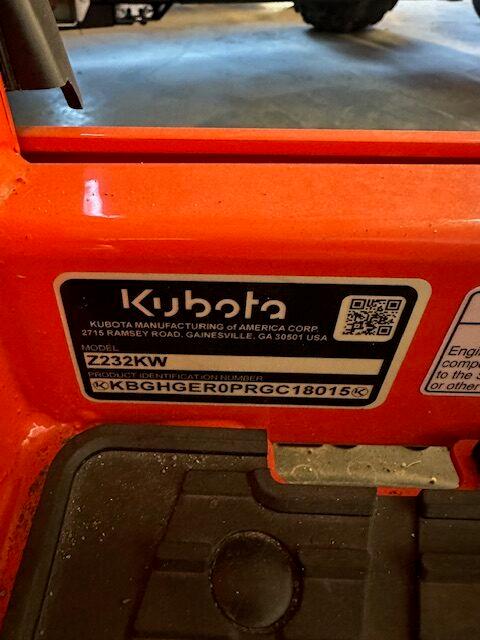 Kubota
KUBOTA MANUFACTURING of AMERICA CORP.
2715 RAMSEY ROAD, GAINESVILLE, GA 30501 USA
MODEL
Z232KW
PRODUCT IDENTIFICATION NUMBER
KBGHGER0PRGC18015
Engi
comp
to the S
or other